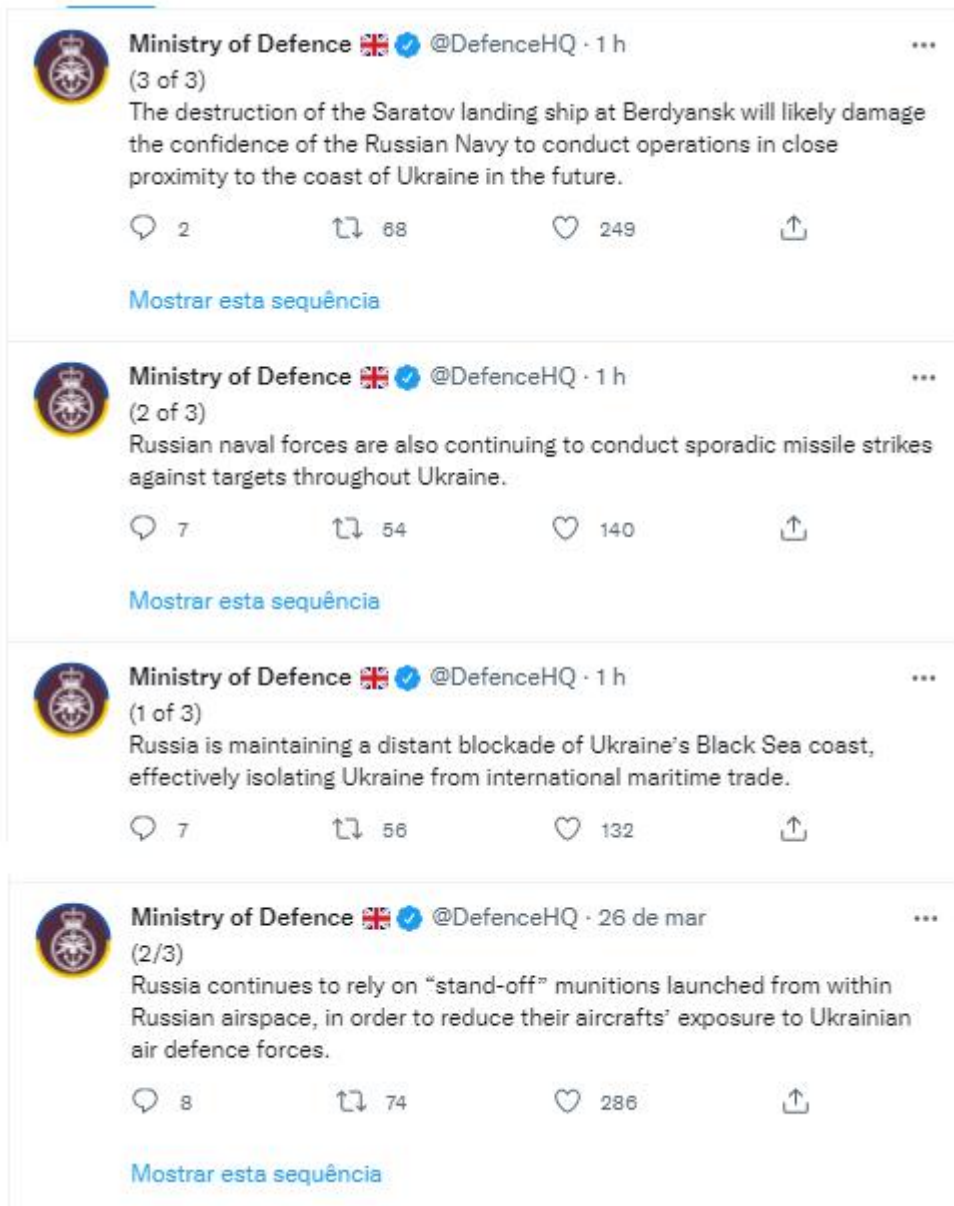 Ministry of Defence 🇬🇧 @DefenceHQ · 1 h
(3 of 3)
The destruction of the Saratov landing ship at Berdyansk will likely damage
the confidence of the Russian Navy to conduct operations in close
proximity to the coast of Ukraine in the future.
2 68 249
Mostrar esta sequência
Ministry of Defence 🇬🇧 @DefenceHQ · 1 h
(2 of 3)
Russian naval forces are also continuing to conduct sporadic missile strikes
against targets throughout Ukraine.
7 54 140
Mostrar esta sequência
Ministry of Defence 🇬🇧 @DefenceHQ · 1 h
(1 of 3)
Russia is maintaining a distant blockade of Ukraine’s Black Sea coast,
effectively isolating Ukraine from international maritime trade.
7 56 132
Ministry of Defence 🇬🇧 @DefenceHQ · 26 de mar
(2/3)
Russia continues to rely on “stand-off” munitions launched from within
Russian airspace, in order to reduce their aircrafts’ exposure to Ukrainian
air defence forces.
8 74 286
Mostrar esta sequência